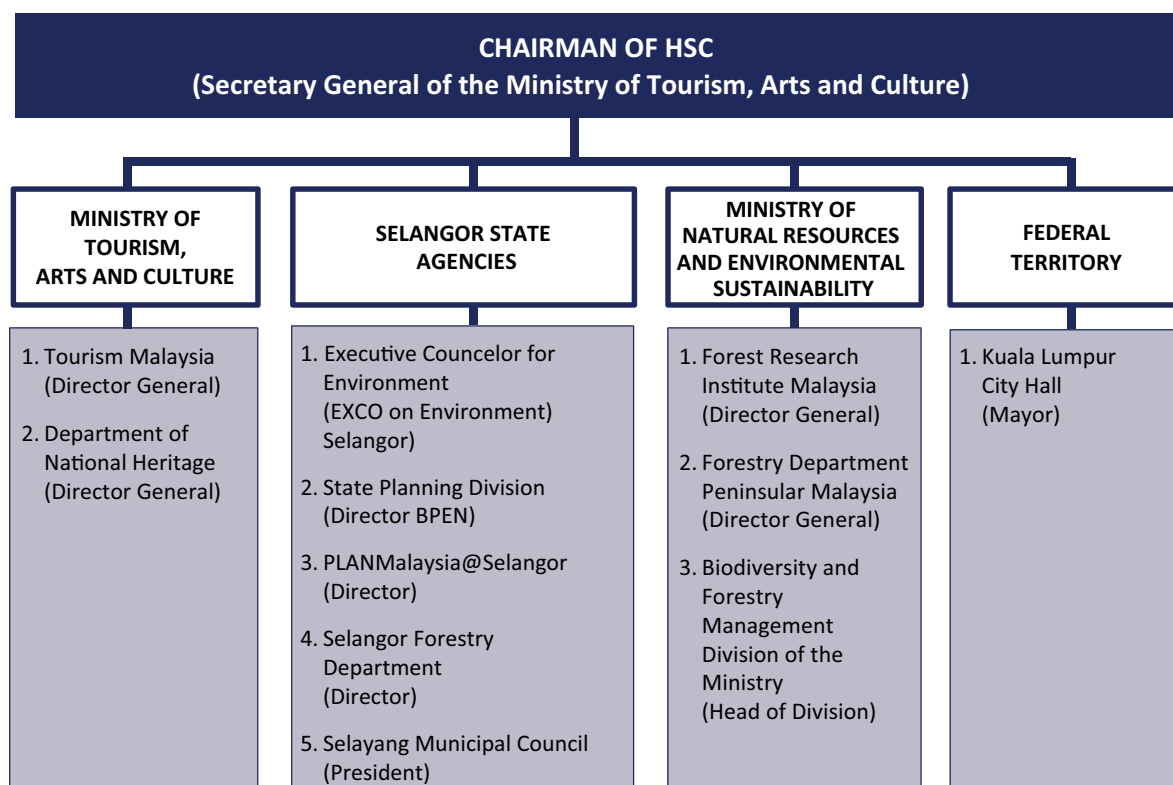 CHAIRMAN OF HSC
(Secretary General of the Ministry of Tourism, Arts and Culture)
MINISTRY OF
TOURISM,
ARTS AND CULTURE
1. Tourism Malaysia
(Director General)
2. Department of
National Heritage
(Director General)
SELANGOR STATE
AGENCIES
1. Executive Councelor for
Environment
(EXCO on Environment)
Selangor)
2. State Planning Division
(Director BPEN)
3. PLANMalaysia@Selangor
(Director)
4. Selangor Forestry
Department
(Director)
5. Selayang Municipal Council
(President)
MINISTRY OF
NATURAL RESOURCES
AND ENVIRONMENTAL
SUSTAINABILITY
1. Forest Research
Institute Malaysia
(Director General)
2. Forestry Department
Peninsular Malaysia
(Director General)
3. Biodiversity and
Forestry
Management
Division of the
Ministry
(Head of Division)
FEDERAL
TERRITORY
1. Kuala Lumpur
City Hall
(Mayor)